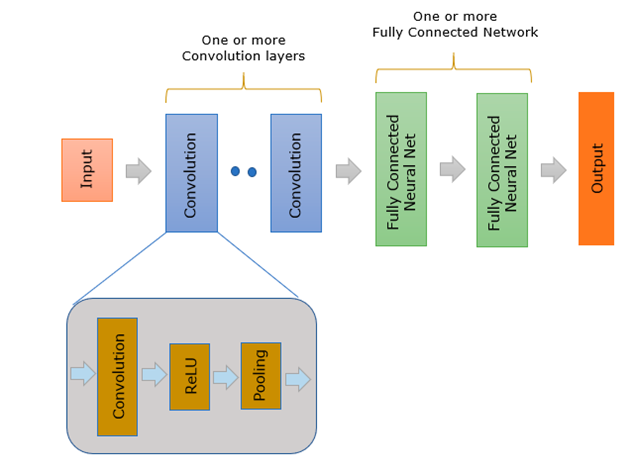 One or more
Convolution layers
One or more
Fully Connected Network
Input
Convolution
Convolution
Fully Connected
Neural Net
Fully Connected
Neural Net
Output
Convolution
ReLU
Pooling